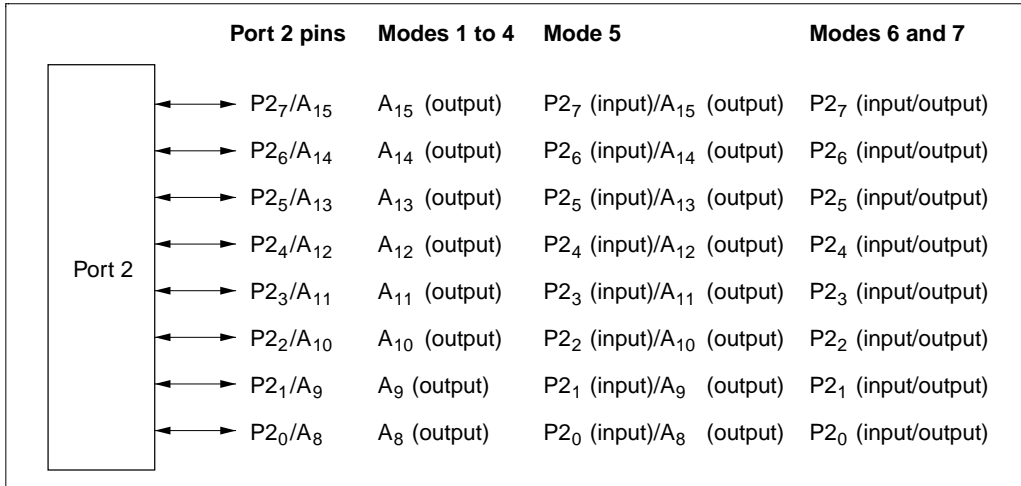 Port 2 pins Modes 1 to 4 Mode 5 Modes 6 and 7
P2₇/A₁₅ A₁₅ (output) P2₇ (input)/A₁₅ (output) P2₇ (input/output)
P2₆/A₁₄ A₁₄ (output) P2₆ (input)/A₁₄ (output) P2₆ (input/output)
P2₅/A₁₃ A₁₃ (output) P2₅ (input)/A₁₃ (output) P2₅ (input/output)
P2₄/A₁₂ A₁₂ (output) P2₄ (input)/A₁₂ (output) P2₄ (input/output)
Port 2
P2₃/A₁₁ A₁₁ (output) P2₃ (input)/A₁₁ (output) P2₃ (input/output)
P2₂/A₁₀ A₁₀ (output) P2₂ (input)/A₁₀ (output) P2₂ (input/output)
P2₁/A₉ A₉ (output) P2₁ (input)/A₉ (output) P2₁ (input/output)
P2₀/A₈ A₈ (output) P2₀ (input)/A₈ (output) P2₀ (input/output)